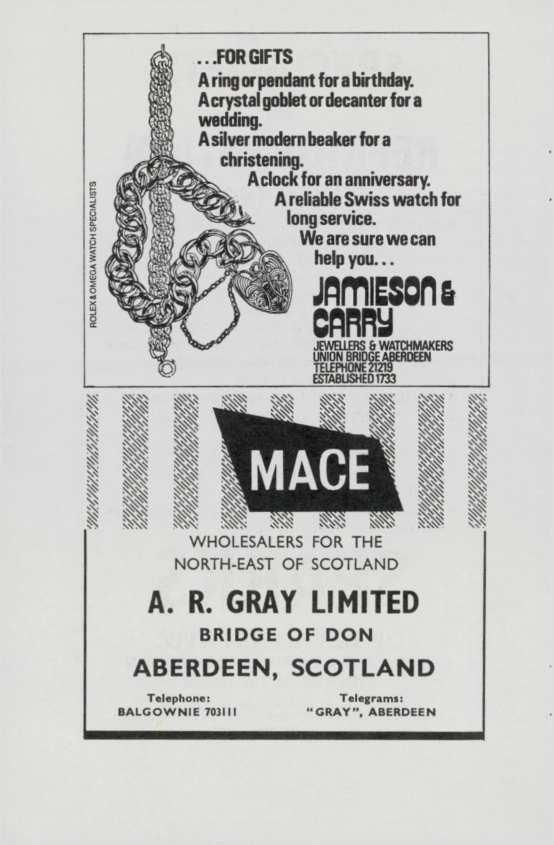 ...FOR GIFTS
A ring or pendant for a birthday.
A crystal goblet or decanter for a
wedding.
A silver modern beaker for a
christening.
A clock for an anniversary.
A reliable Swiss watch for
long service.
We are sure we can
help you...
ROLEX & OMEGA WATCH SPECIALISTS
JAMIESON &
CARRY
JEWELLERS & WATCHMAKERS
UNION BRIDGE ABERDEEN
TELEPHONE 21219
ESTABLISHED 1733
MACE
WHOLESALERS FOR THE
NORTH-EAST OF SCOTLAND
A. R. GRAY LIMITED
BRIDGE OF DON
ABERDEEN, SCOTLAND
Telephone:
BALGOWNIE 703111
Telegrams:
"GRAY", ABERDEEN